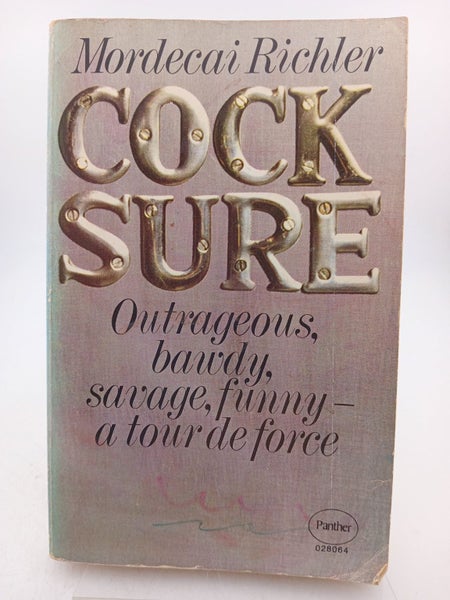 Mordecai Richler
COCK
SURE
Outrageous,
bawdy,
savage, funny–
a tour de force
Panther
028064